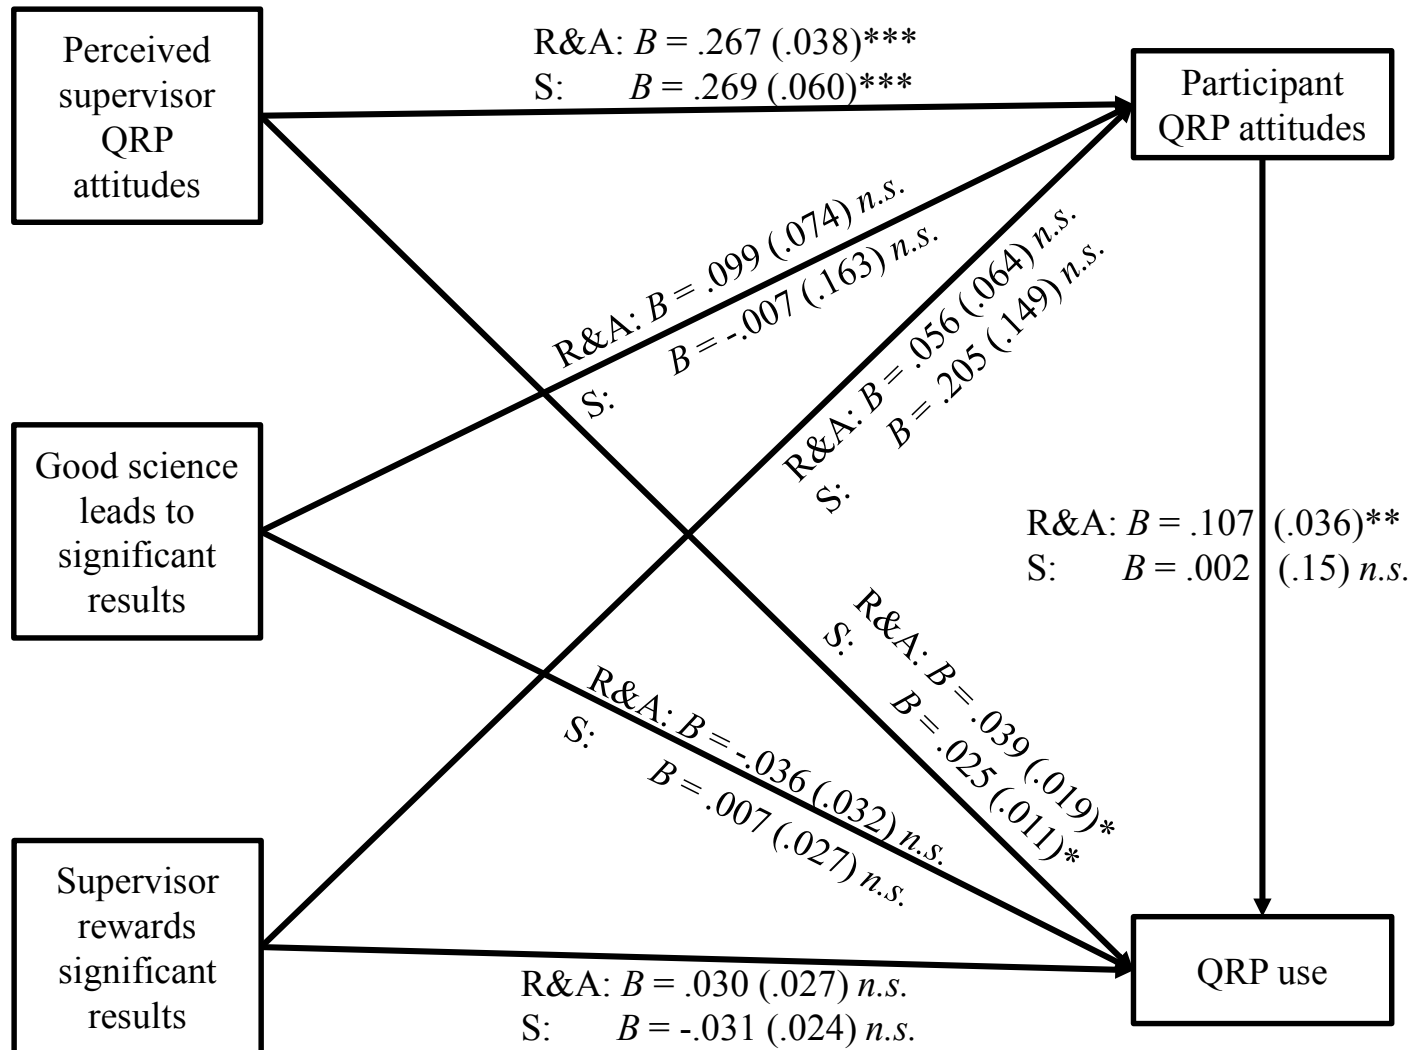 Perceived
supervisor
QRP
attitudes
R&A: B = .267 (.038)***
S: B = .269 (.060)***
Participant
QRP attitudes
R&A: B = .099 (.074) n.s.
S: B = -.007 (.163) n.s.
R&A: B = .056 (.064) n.s.
S: B = .205 (.149) n.s.
Good science
leads to
significant
results
R&A: B = .107 (.036)**
S: B = .002 (.15) n.s.
R&A: B = .039 (.019)*
S: B = .025 (.011)*
R&A: B = -.036 (.032) n.s.
S: B = .007 (.027) n.s.
Supervisor
rewards
significant
results
R&A: B = .030 (.027) n.s.
S: B = -.031 (.024) n.s.
QRP use